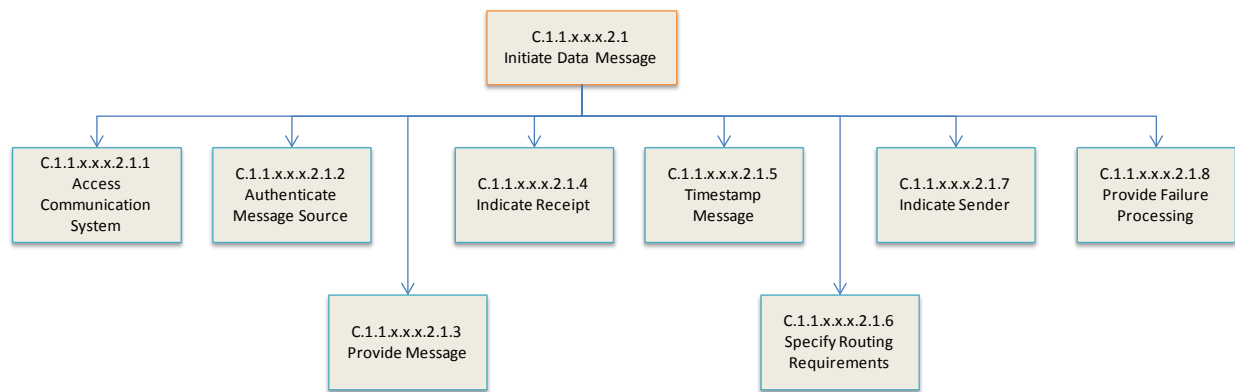 C.1.1.x.x.x.2.1
Initiate Data Message
C.1.1.x.x.x.2.1.1
Access
Communication
System
C.1.1.x.x.x.2.1.2
Authenticate
Message Source
C.1.1.x.x.x.2.1.3
Provide Message
C.1.1.x.x.x.2.1.4
Indicate Receipt
C.1.1.x.x.x.2.1.5
Timestamp
Message
C.1.1.x.x.x.2.1.6
Specify Routing
Requirements
C.1.1.x.x.x.2.1.7
Indicate Sender
C.1.1.x.x.x.2.1.8
Provide Failure
Processing